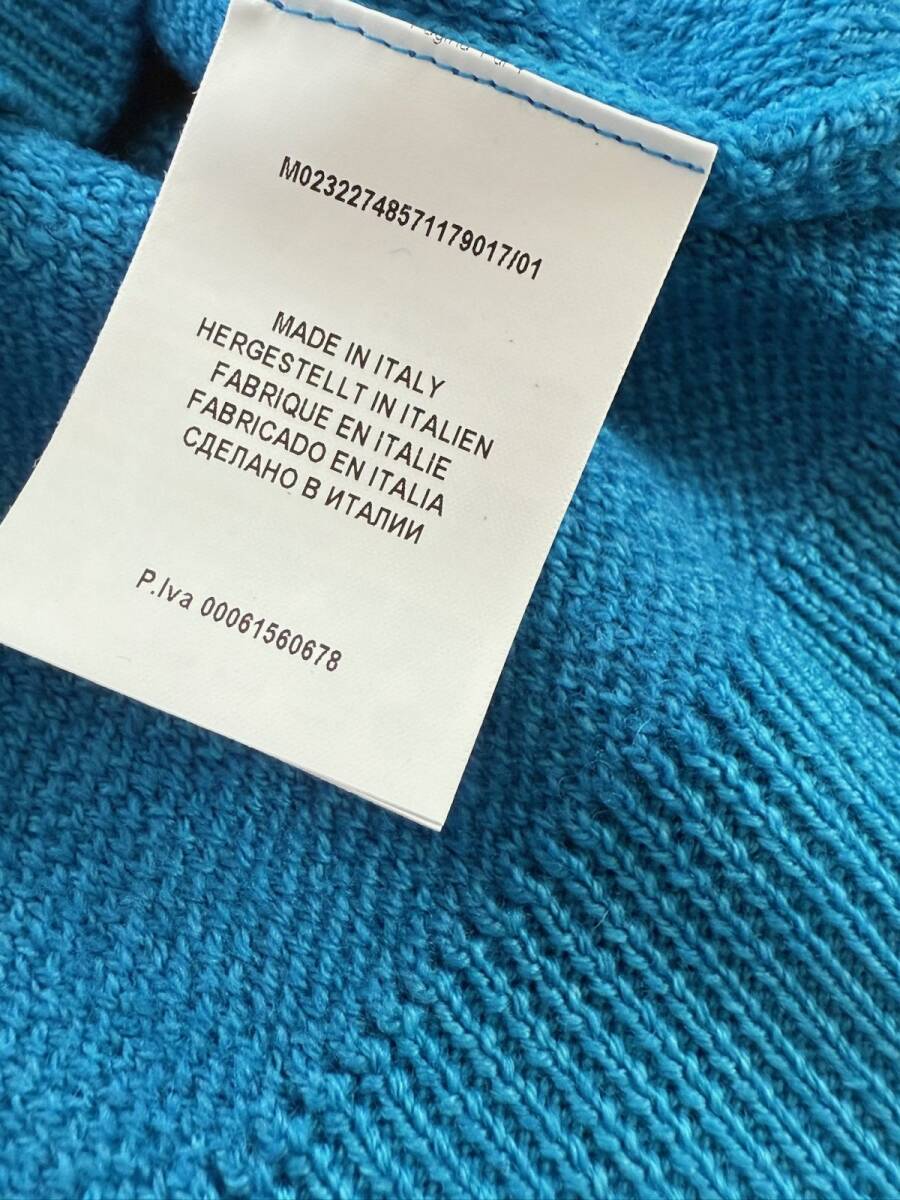 M02322748571179017/01
MADE IN ITALY
HERGESTELLT IN ITALIEN
FABRIQUE EN ITALIE
FABRICADO EN ITALIA
СДЕЛАНО В ИТАЛИИ
P.Iva 00061560678